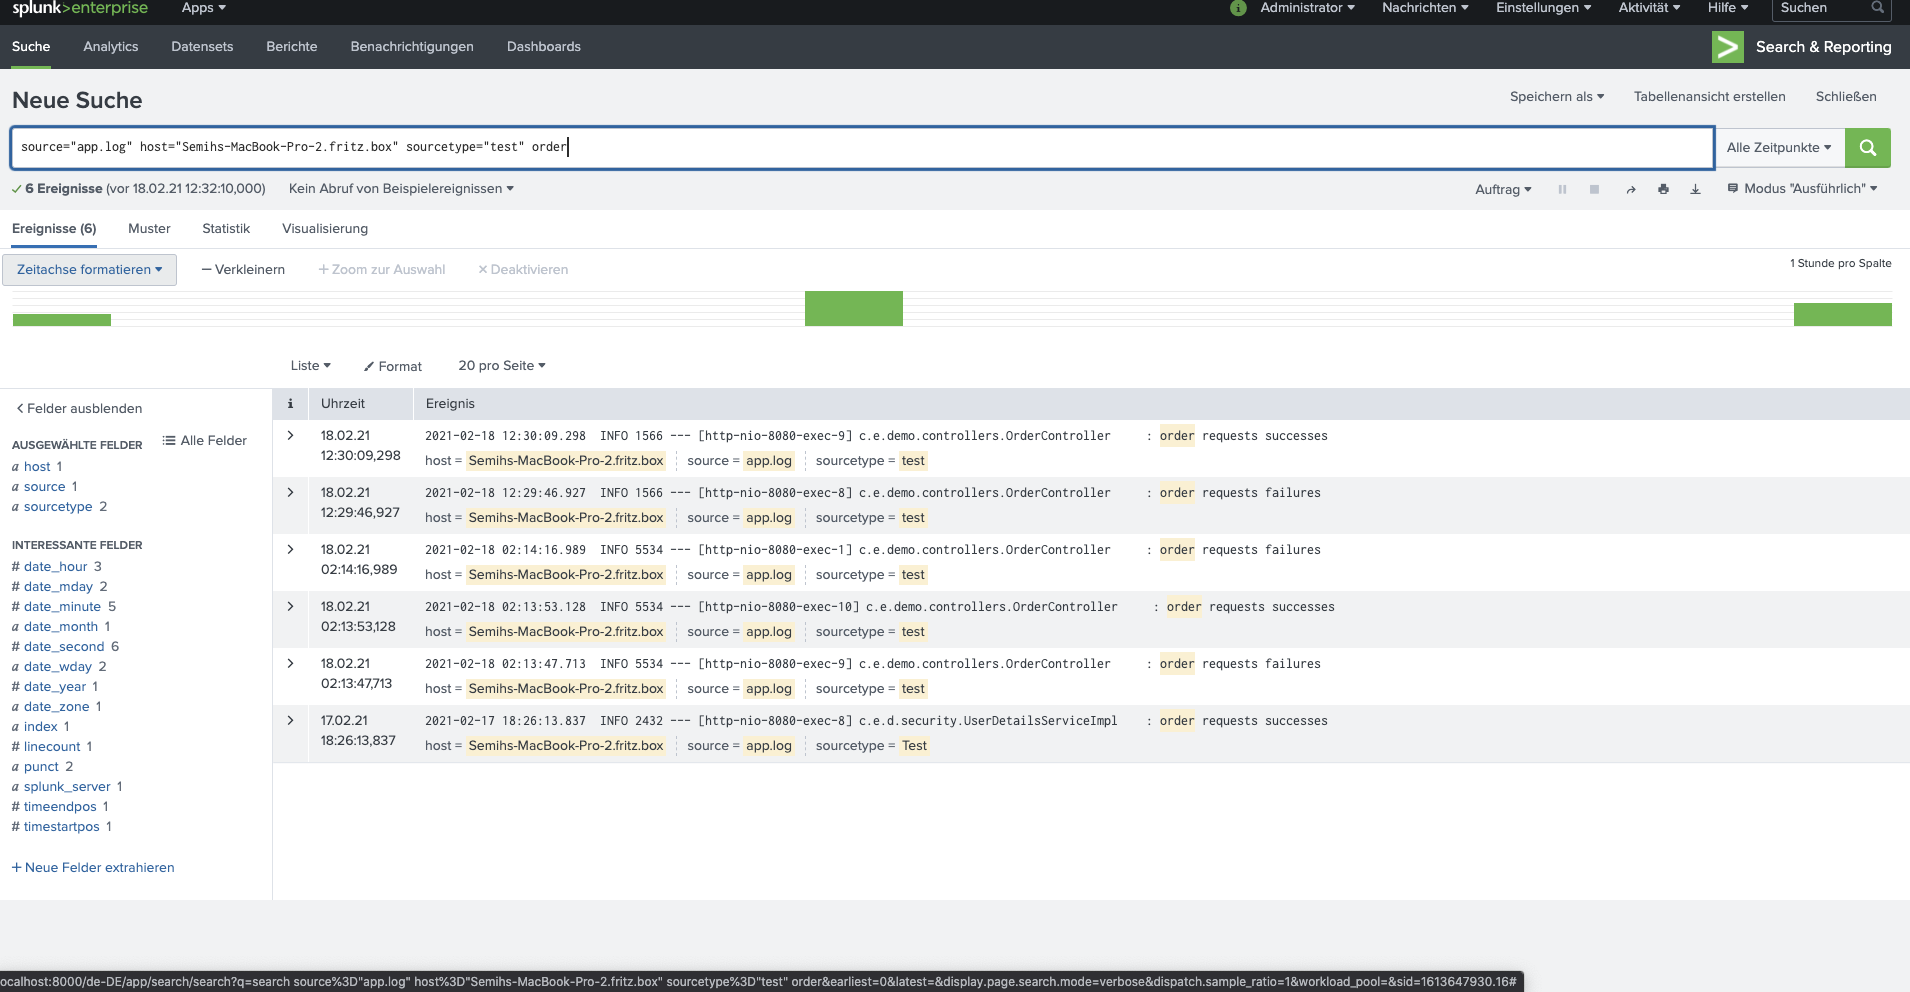 splunk>enterprise Apps Administrator Nachrichten Einstellungen Aktivität Hilfe Suchen
Suche Analytics Datensets Berichte Benachrichtigungen Dashboards Search & Reporting
Neue Suche Speichern als Tabellenansicht erstellen Schließen
source="app.log" host="Semihs-MacBook-Pro-2.fritz.box" sourcetype="test" order Alle Zeitpunkte
6 Ereignisse (vor 18.02.21 12:32:10,000) Kein Abruf von Beispielereignissen Auftrag Modus "Ausführlich"
Ereignisse (6) Muster Statistik Visualisierung
Zeitachse formatieren — Verkleinern + Zoom zur Auswahl × Deaktivieren 1 Stunde pro Spalte
Liste Format 20 pro Seite
< Felder ausblenden
AUSGEWÄHLTE FELDER Alle Felder
a host 1
a source 1
a sourcetype 2
INTERESSANTE FELDER
# date_hour 3
# date_mday 2
# date_minute 5
a date_month 1
# date_second 6
a date_wday 2
# date_year 1
a date_zone 1
a index 1
# linecount 1
a punct 2
a splunk_server 1
# timeendpos 1
# timestartpos 1
+ Neue Felder extrahieren
i Uhrzeit Ereignis
18.02.21 2021-02-18 12:30:09.298 INFO 1566 --- [http-nio-8080-exec-9] c.e.demo.controllers.OrderController : order requests successes
12:30:09,298 host = Semihs-MacBook-Pro-2.fritz.box source = app.log sourcetype = test
18.02.21 2021-02-18 12:29:46.927 INFO 1566 --- [http-nio-8080-exec-8] c.e.demo.controllers.OrderController : order requests failures
12:29:46,927 host = Semihs-MacBook-Pro-2.fritz.box source = app.log sourcetype = test
18.02.21 2021-02-18 02:14:16.989 INFO 5534 --- [http-nio-8080-exec-1] c.e.demo.controllers.OrderController : order requests failures
02:14:16,989 host = Semihs-MacBook-Pro-2.fritz.box source = app.log sourcetype = test
18.02.21 2021-02-18 02:13:53.128 INFO 5534 --- [http-nio-8080-exec-10] c.e.demo.controllers.OrderController : order requests successes
02:13:53,128 host = Semihs-MacBook-Pro-2.fritz.box source = app.log sourcetype = test
18.02.21 2021-02-18 02:13:47.713 INFO 5534 --- [http-nio-8080-exec-9] c.e.demo.controllers.OrderController : order requests failures
02:13:47,713 host = Semihs-MacBook-Pro-2.fritz.box source = app.log sourcetype = test
17.02.21 2021-02-17 18:26:13.837 INFO 2432 --- [http-nio-8080-exec-8] c.e.d.security.UserDetailsServiceImpl : order requests successes
18:26:13,837 host = Semihs-MacBook-Pro-2.fritz.box source = app.log sourcetype = Test
ocalhost:8000/de-DE/app/search/search?q=search source%3D"app.log" host%3D"Semihs-MacBook-Pro-2.fritz.box" sourcetype%3D"test" order&earliest=0&latest=&display.page.search.mode=verbose&dispatch.sample_ratio=1&workload_pool=&sid=1613647930.16#